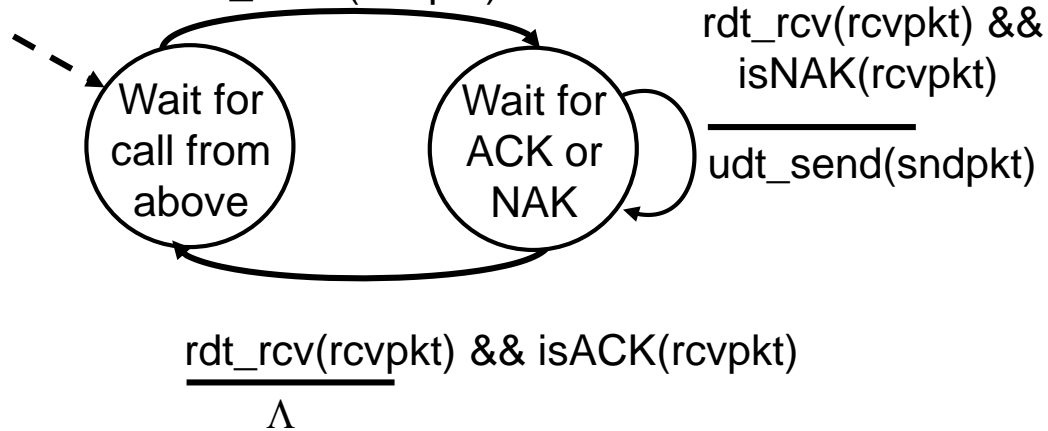 rdt_rcv(rcvpkt) &&
isNAK(rcvpkt)
udt_send(sndpkt)
Wait for
call from
above
Wait for
ACK or
NAK
rdt_rcv(rcvpkt) && isACK(rcvpkt)
Λ